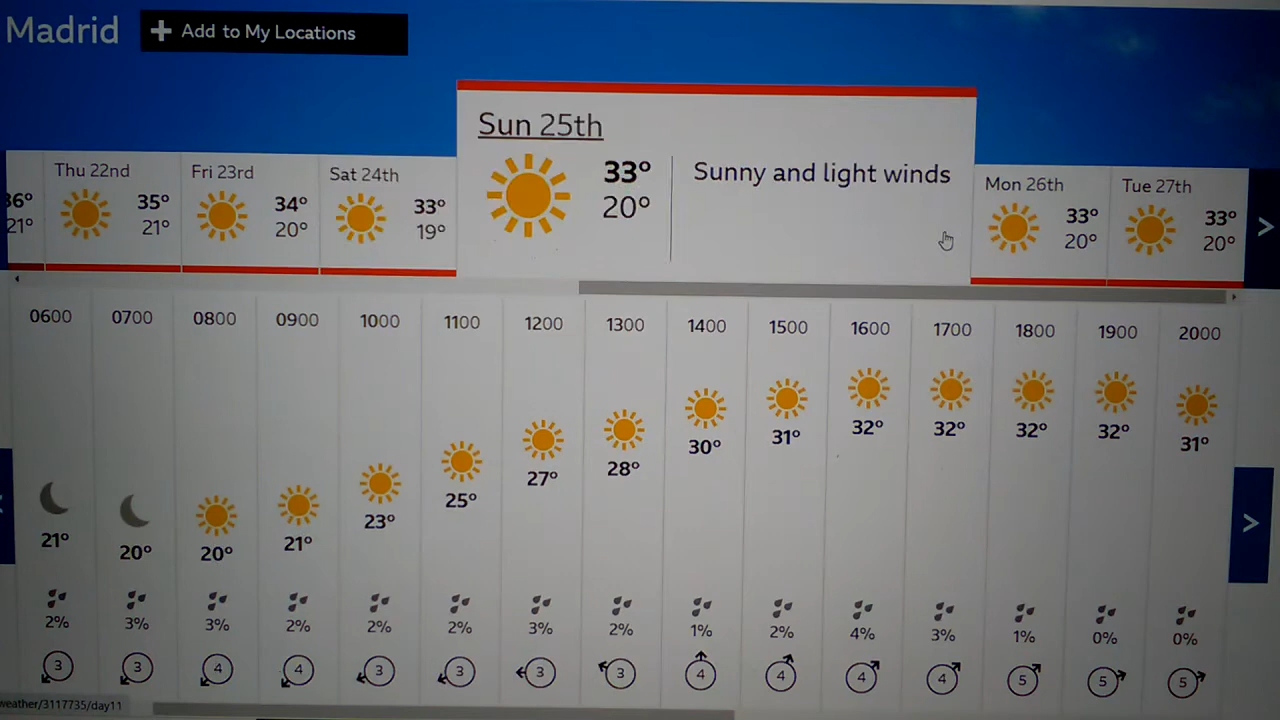 Madrid
Add to My Locations
36° 21°
Thu 22nd 35° 21°
Fri 23rd 34° 20°
Sat 24th 33° 19°
Sun 25th 33° 20° Sunny and light winds
Mon 26th 33° 20°
Tue 27th 33° 20°
0600 0700 0800 0900 1000 1100 1200 1300 1400 1500 1600 1700 1800 1900 2000
21° 20° 20° 21° 23° 25° 27° 28° 30° 31° 32° 32° 32° 32° 31°
2% 3% 3% 2% 2% 2% 3% 2% 1% 2% 4% 3% 1% 0% 0%
3 3 4 4 3 3 3 3 4 4 4 4 5 5 5
weather/3117735/day11